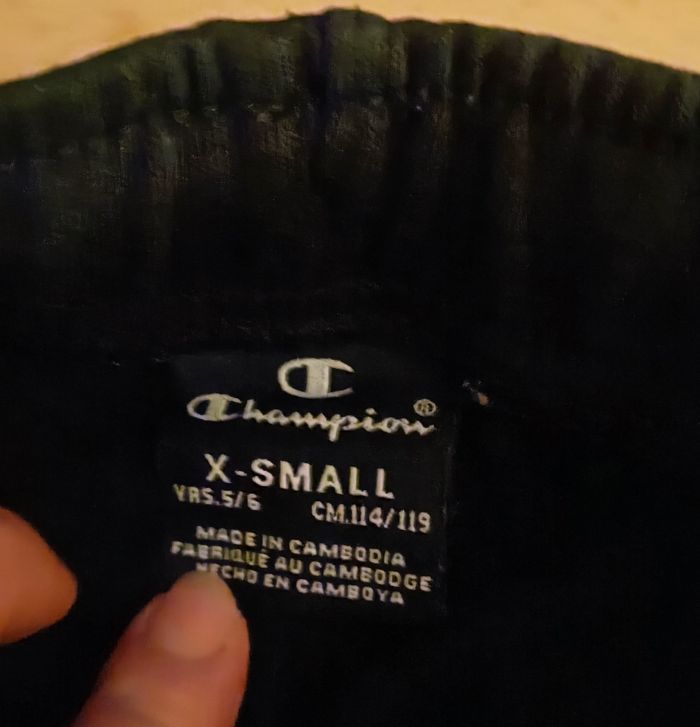 Champion®
X-SMALL
YRS.5/6 CM.114/119
MADE IN CAMBODIA
FABRIQUÉ AU CAMBODGE
HECHO EN CAMBOYA